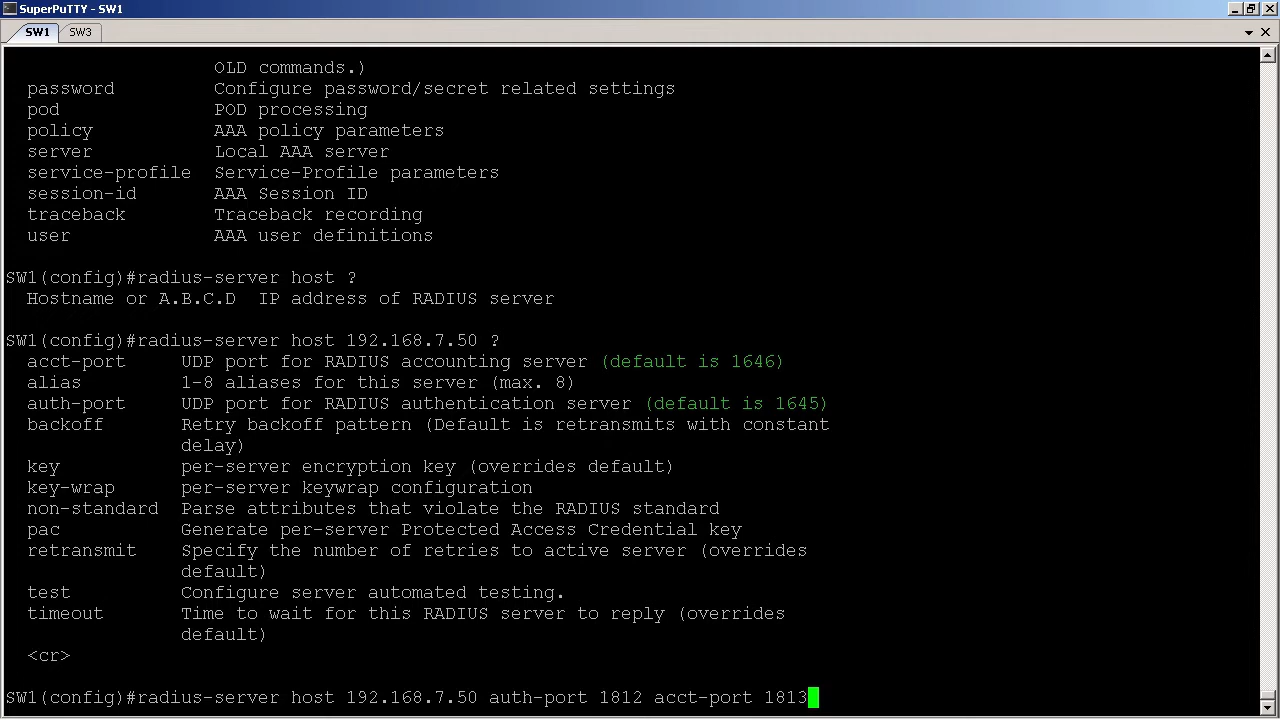 SuperPuTTY - SW1
SW1 SW3
OLD commands.)
password Configure password/secret related settings
pod POD processing
policy AAA policy parameters
server Local AAA server
service-profile Service-Profile parameters
session-id AAA Session ID
traceback Traceback recording
user AAA user definitions
SW1(config)#radius-server host ?
Hostname or A.B.C.D IP address of RADIUS server
SW1(config)#radius-server host 192.168.7.50 ?
acct-port UDP port for RADIUS accounting server (default is 1646)
alias 1-8 aliases for this server (max. 8)
auth-port UDP port for RADIUS authentication server (default is 1645)
backoff Retry backoff pattern (Default is retransmits with constant
delay)
key per-server encryption key (overrides default)
key-wrap per-server keywrap configuration
non-standard Parse attributes that violate the RADIUS standard
pac Generate per-server Protected Access Credential key
retransmit Specify the number of retries to active server (overrides
default)
test Configure server automated testing.
timeout Time to wait for this RADIUS server to reply (overrides
default)
<cr>
SW1(config)#radius-server host 192.168.7.50 auth-port 1812 acct-port 1813